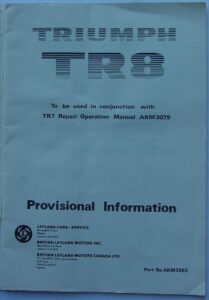 TRIUMPH
TR8
To be used in conjunction with
TR7 Repair Operation Manual AKM3079
Provisional Information
LEYLAND CARS - SERVICE
BRITISH LEYLAND MOTORS INC.
BRITISH LEYLAND MOTORS CANADA LTD.
Part No AKM3983